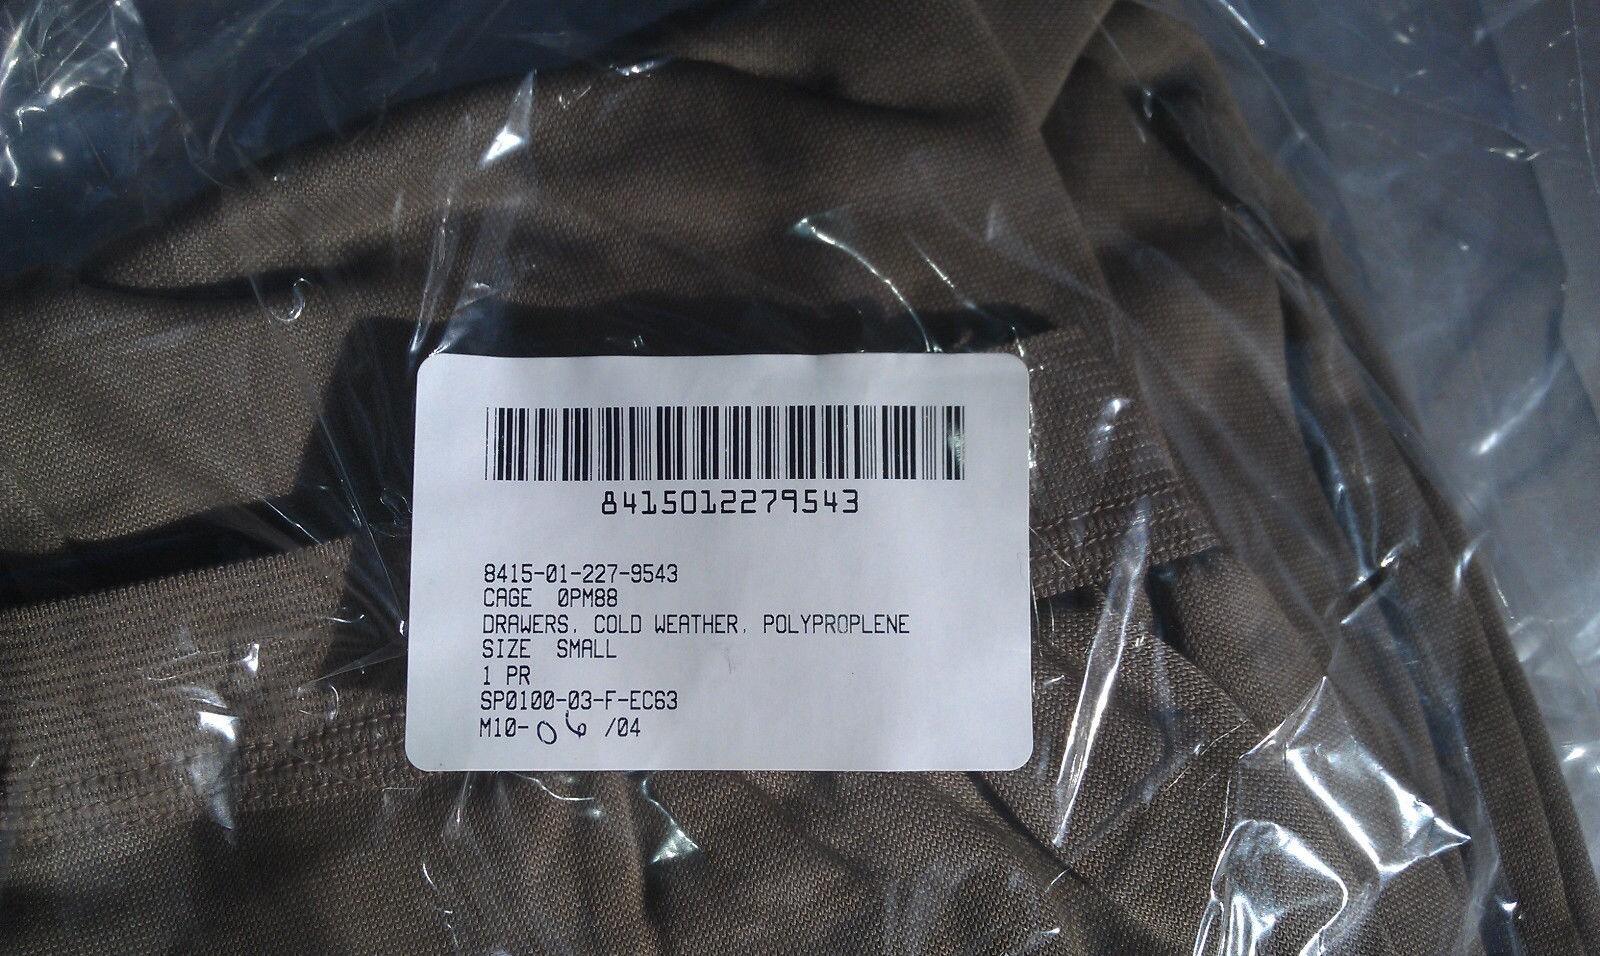 8415012279543
8415-01-227-9543
CAGE 0PM88
DRAWERS, COLD WEATHER, POLYPROPLENE
SIZE SMALL
1 PR
SP0100-03-F-EC63
M10-06 /04